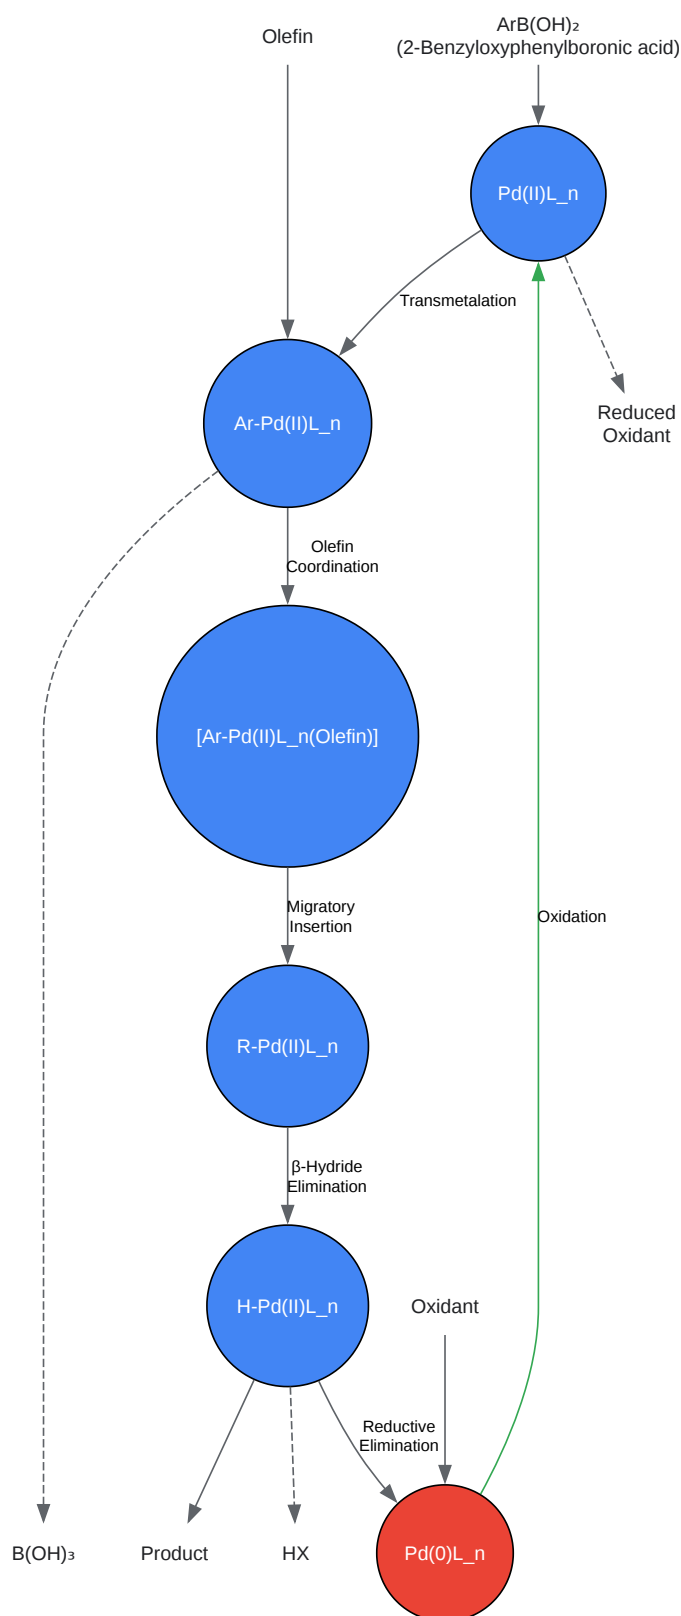 Olefin
ArB(OH)₂
(2-Benzyloxyphenylboronic acid)
Pd(II)L_n
Transmetalation
Reduced
Oxidant
Ar-Pd(II)L_n
Olefin
Coordination
[Ar-Pd(II)L_n(Olefin)]
Migratory
Insertion
Oxidation
R-Pd(II)L_n
β-Hydride
Elimination
H-Pd(II)L_n
Oxidant
Reductive
Elimination
B(OH)₃
Product
HX
Pd(0)L_n